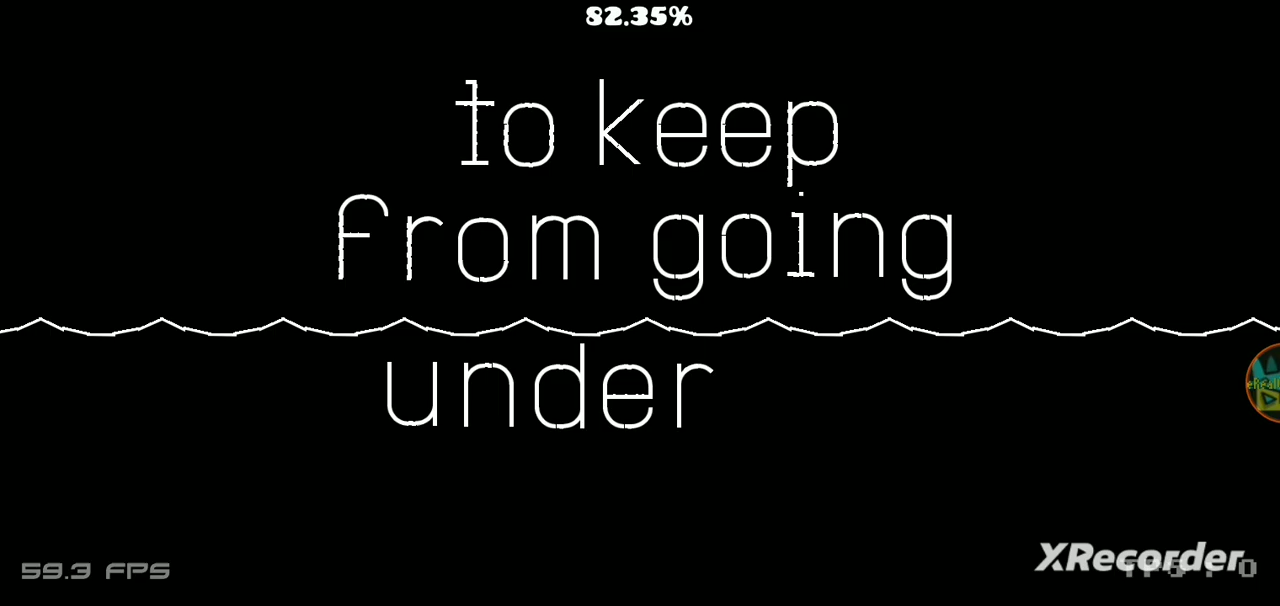 82.35%
to keep
from going
under
59.3 FPS
XRecorder